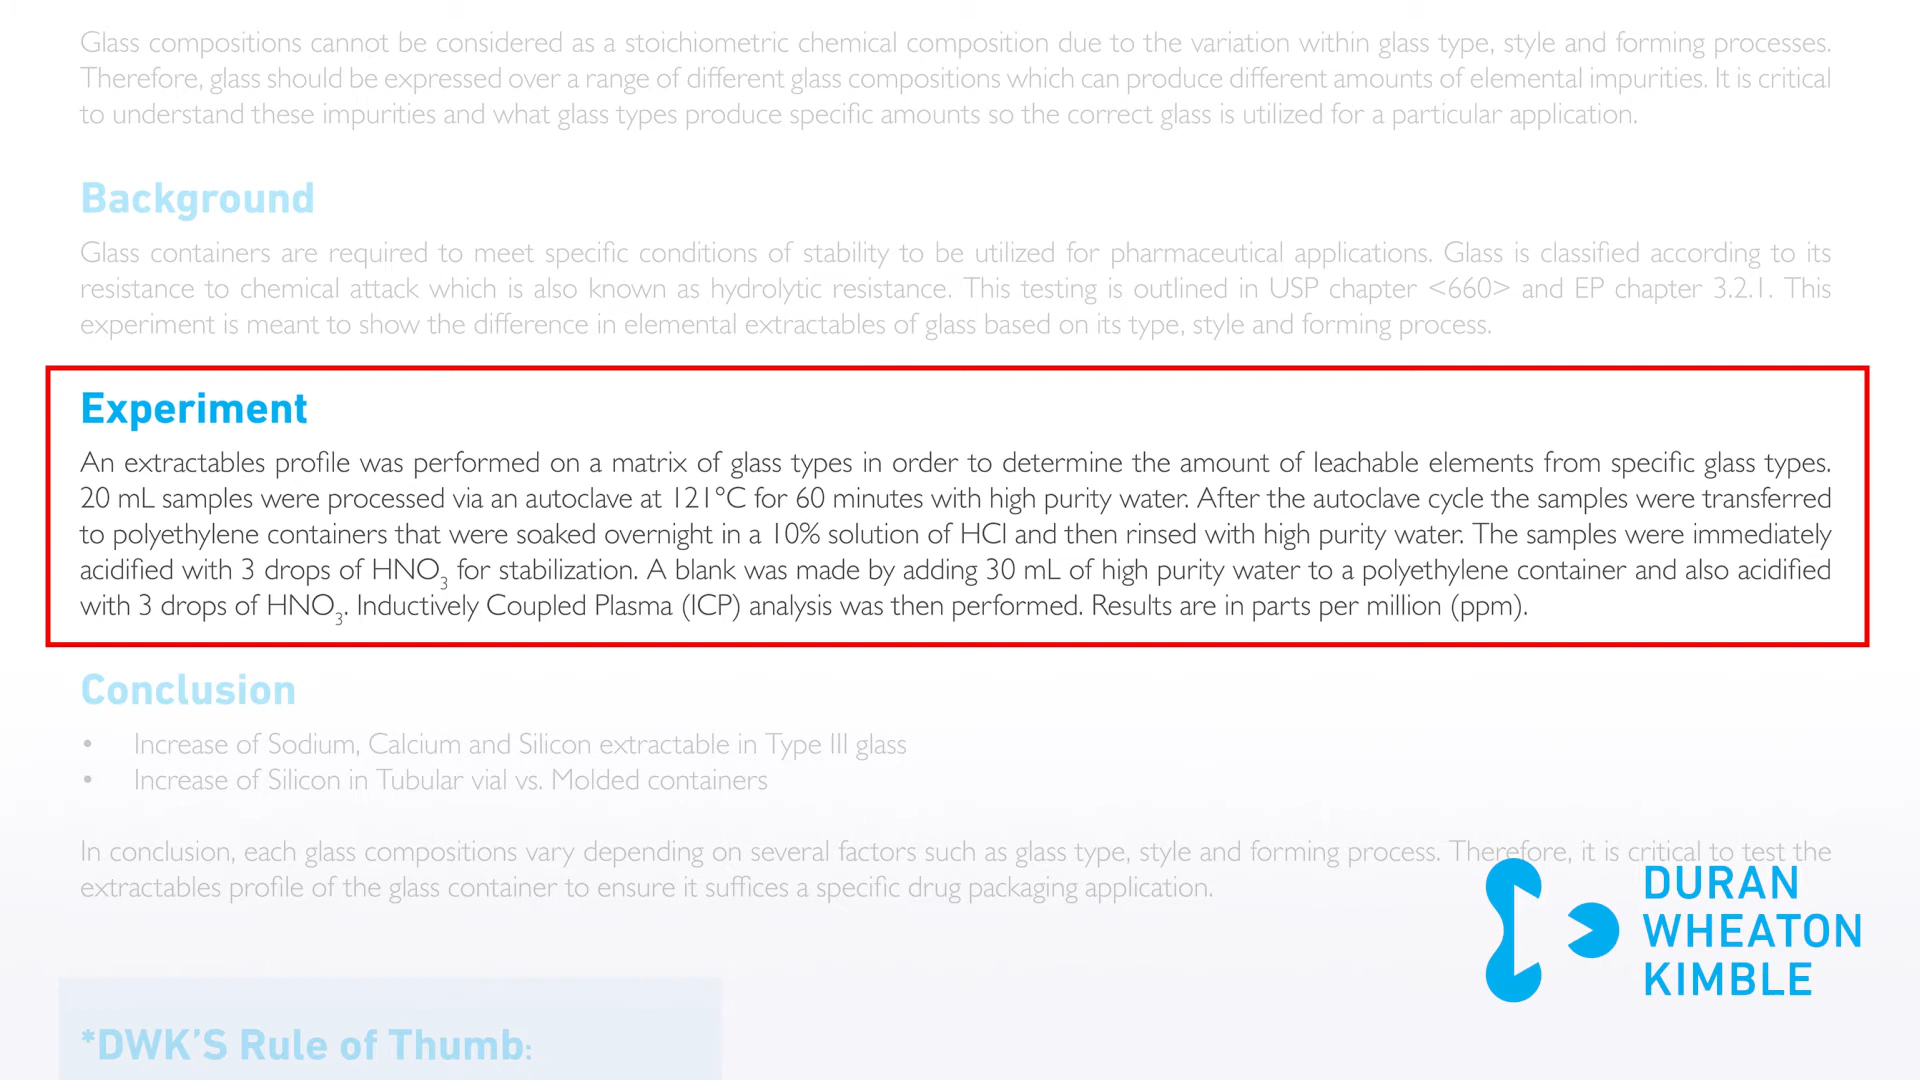 Glass compositions cannot be considered as a stoichiometric chemical composition due to the variation within glass type, style and forming processes.
Therefore, glass should be expressed over a range of different glass compositions which can produce different amounts of elemental impurities. It is critical
to understand these impurities and what glass types produce specific amounts so the correct glass is utilized for a particular application.
Background
Glass containers are required to meet specific conditions of stability to be utilized for pharmaceutical applications. Glass is classified according to its
resistance to chemical attack which is also known as hydrolytic resistance. This testing is outlined in USP chapter <660> and EP chapter 3.2.1. This
experiment is meant to show the difference in elemental extractables of glass based on its type, style and forming process.
Experiment
An extractables profile was performed on a matrix of glass types in order to determine the amount of leachable elements from specific glass types.
20 mL samples were processed via an autoclave at 121°C for 60 minutes with high purity water. After the autoclave cycle the samples were transferred
to polyethylene containers that were soaked overnight in a 10% solution of HCl and then rinsed with high purity water. The samples were immediately
acidified with 3 drops of HNO₃ for stabilization. A blank was made by adding 30 mL of high purity water to a polyethylene container and also acidified
with 3 drops of HNO₃. Inductively Coupled Plasma (ICP) analysis was then performed. Results are in parts per million (ppm).
Conclusion
• Increase of Sodium, Calcium and Silicon extractable in Type III glass
• Increase of Silicon in Tubular vial vs. Molded containers
In conclusion, each glass compositions vary depending on several factors such as glass type, style and forming process. Therefore, it is critical to test the
extractables profile of the glass container to ensure it suffices a specific drug packaging application.
DURAN
WHEATON
KIMBLE
*DWK'S Rule of Thumb: